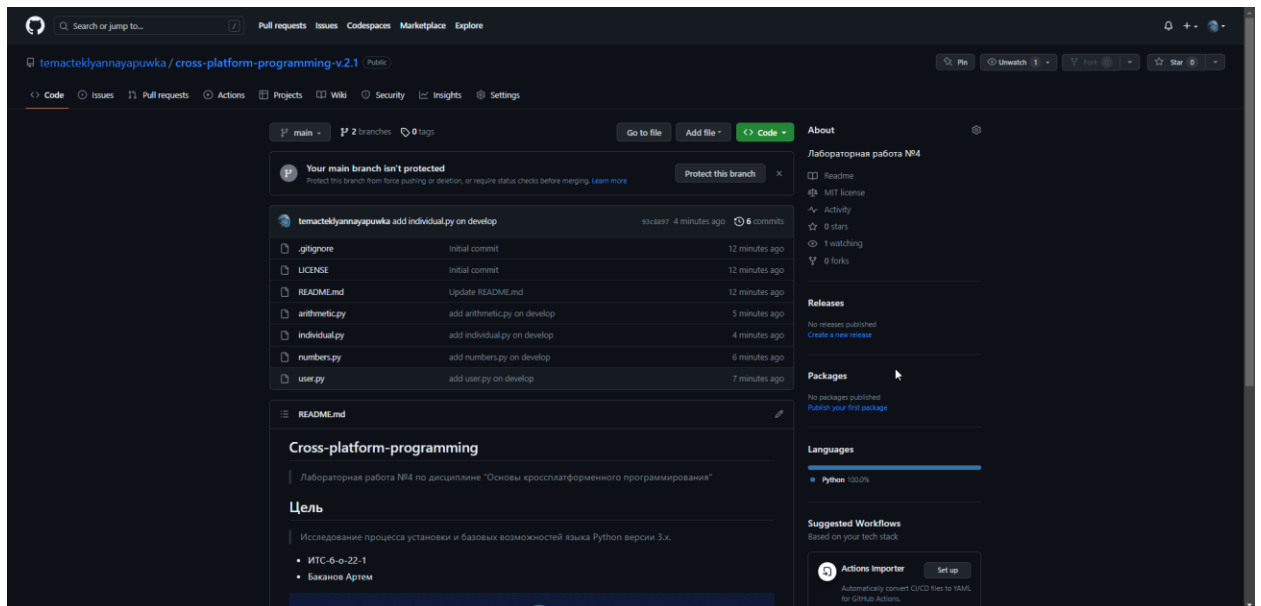 Search or jump to... /
Pull requests Issues Codespaces Marketplace Explore
temacteklyannayapuwka / cross-platform-programming-v.2.1 Public
Pin Unwatch 1 Fork 0 Star 0
Code Issues Pull requests Actions Projects Wiki Security Insights Settings
main 2 branches 0 tags Go to file Add file Code
Your main branch isn't protected
Protect this branch from force pushing or deletion, or require status checks before merging. Learn more
Protect this branch
temacteklyannayapuwka add individual.py on develop 93c8897 4 minutes ago 6 commits
.gitignore Initial commit 12 minutes ago
LICENSE Initial commit 12 minutes ago
README.md Update README.md 12 minutes ago
arithmetic.py add arithmetic.py on develop 5 minutes ago
individual.py add individual.py on develop 4 minutes ago
numbers.py add numbers.py on develop 6 minutes ago
user.py add user.py on develop 7 minutes ago
README.md
Cross-platform-programming
Лабораторная работа №4 по дисциплине "Основы кроссплатформенного программирования"
Цель
Исследование процесса установки и базовых возможностей языка Python версии 3.x.
ИТС-6-о-22-1
Баканов Артем
About
Лабораторная работа №4
Readme
MIT license
Activity
0 stars
1 watching
0 forks
Releases
No releases published
Create a new release
Packages
No packages published
Publish your first package
Languages
Python 100.0%
Suggested Workflows
Based on your tech stack
Actions Importer Set up
Automatically convert CI/CD files to YAML
for GitHub Actions.